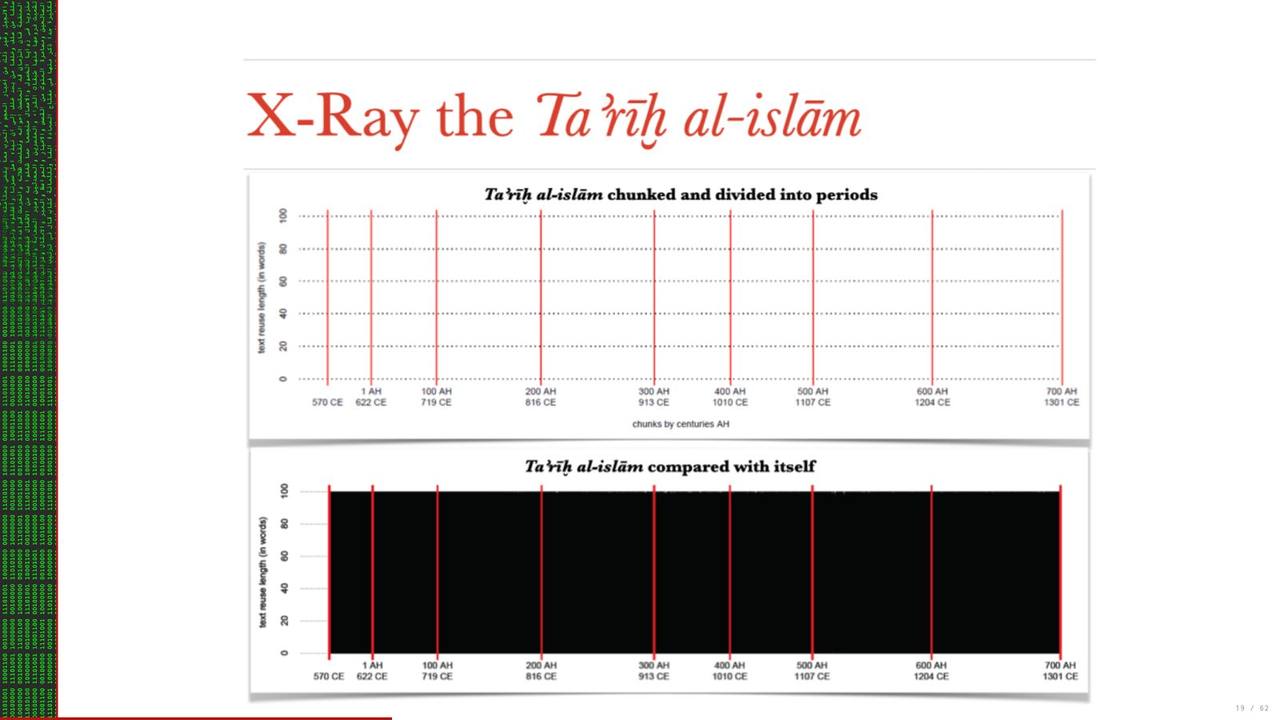 X-Ray the Taʾrīḫ al-islām
Taʾrīḫ al-islām chunked and divided into periods
text reuse length (in words)
100
80
60
40
20
0
1 AH 100 AH 200 AH 300 AH 400 AH 500 AH 600 AH 700 AH
570 CE 622 CE 719 CE 816 CE 913 CE 1010 CE 1107 CE 1204 CE 1301 CE
chunks by centuries AH
Taʾrīḫ al-islām compared with itself
text reuse length (in words)
100
80
60
40
20
0
1 AH 100 AH 200 AH 300 AH 400 AH 500 AH 600 AH 700 AH
570 CE 622 CE 719 CE 816 CE 913 CE 1010 CE 1107 CE 1204 CE 1301 CE
19 / 62